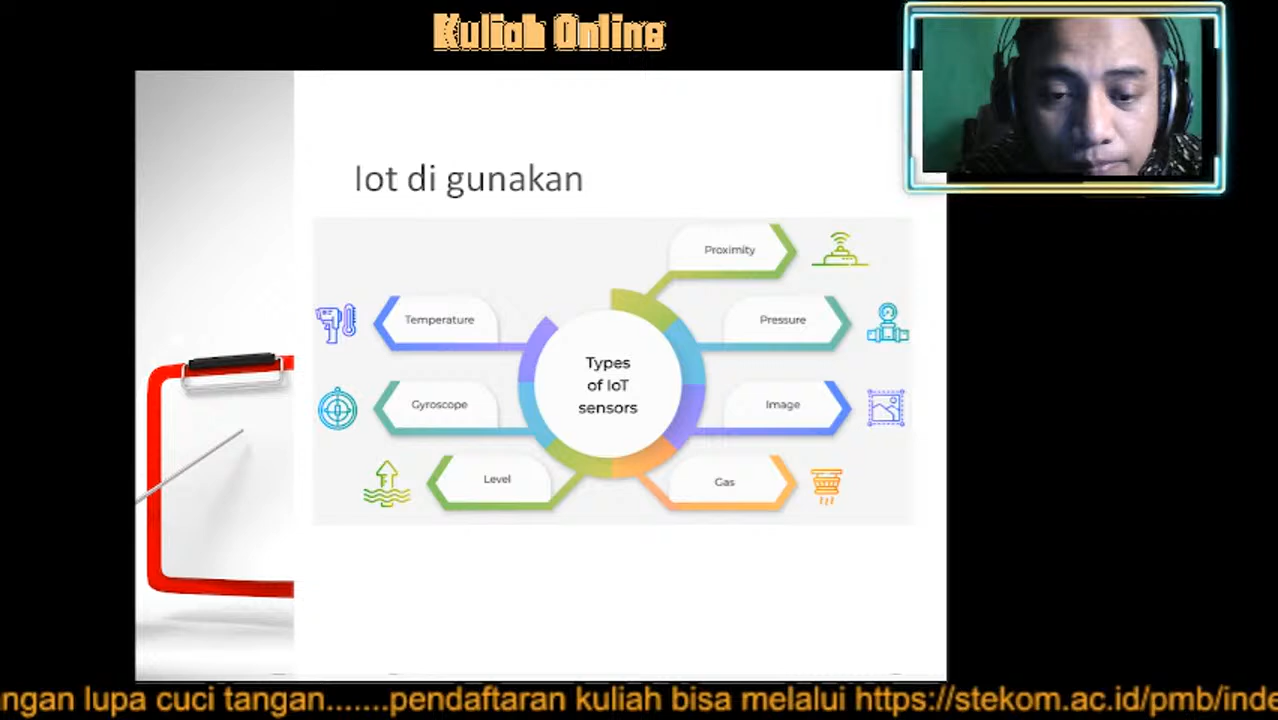 Kuliah Online
Iot di gunakan
Proximity
Temperature
Pressure
Types
of IoT
sensors
Gyroscope
Image
Level
Gas
ngan lupa cuci tangan.......pendaftaran kuliah bisa melalui https://stekom.ac.id/pmb/inde